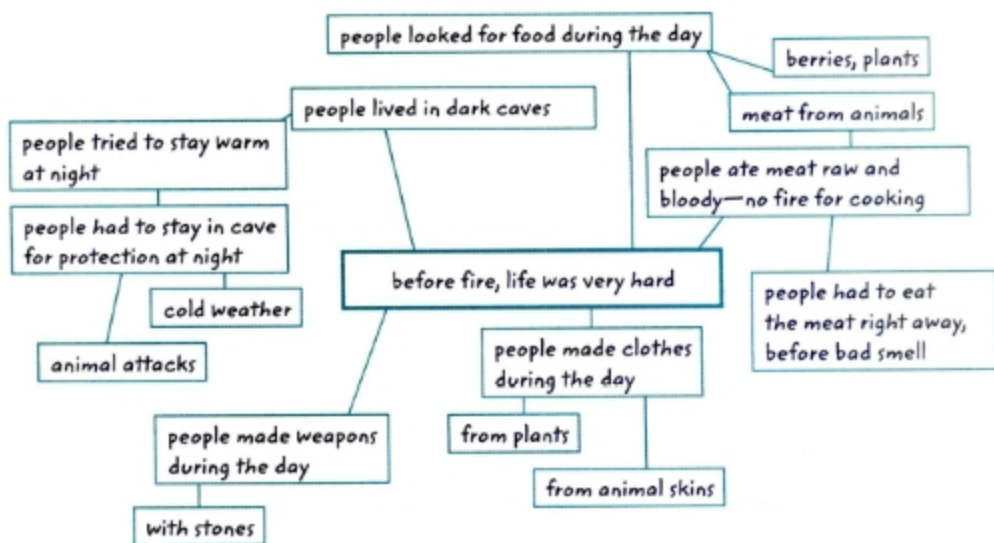 people looked for food during the day
berries, plants
people lived in dark caves
meat from animals
people tried to stay warm
at night
people ate meat raw and
bloody—no fire for cooking
people had to stay in cave
for protection at night
before fire, life was very hard
cold weather
people had to eat
the meat right away,
before bad smell
animal attacks
people made clothes
during the day
people made weapons
during the day
from plants
from animal skins
with stones